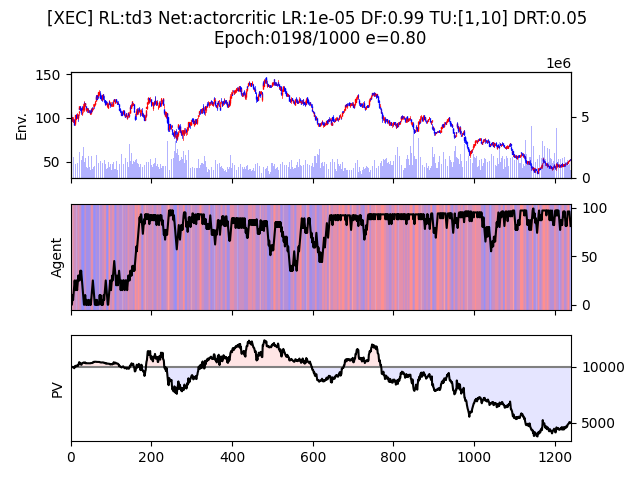 [XEC] RL:td3 Net:actorcritic LR:1e-05 DF:0.99 TU:[1,10] DRT:0.05
Epoch:0198/1000 e=0.80
1e6
150
100
50
Env.
5
0
Agent
100
50
0
PV
10000
5000
0 200 400 600 800 1000 1200